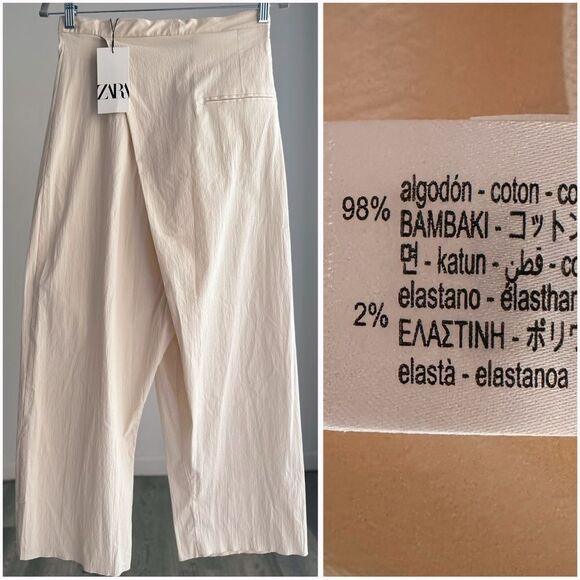 ZARA
98% algodón - coton - co
BAMBAKI - コットン
면 - katun - قطن - co
2% elastano - élasthan
ΕΛΑΣΤΙΝΗ - ポリウ
elastà - elastanoa